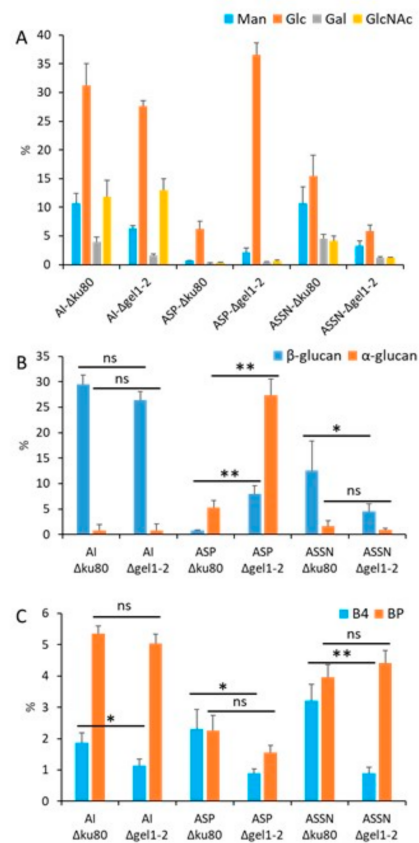 A
Man Glc Gal GlcNAc
40
35
30
25
20
15
10
5
0
%
AI-Δku80
AI-Δgel1-2
ASP-Δku80
ASP-Δgel1-2
ASSN-Δku80
ASSN-Δgel1-2
B
β-glucan α-glucan
35
30
25
20
15
10
5
0
%
ns
ns
**
**
*
ns
AI AI ASP ASP ASSN ASSN
Δku80 Δgel1-2 Δku80 Δgel1-2 Δku80 Δgel1-2
C
B4 BP
6
5
4
3
2
1
0
%
ns
*
*
ns
ns
**
AI AI ASP ASP ASSN ASSN
Δku80 Δgel1-2 Δku80 Δgel1-2 Δku80 Δgel1-2